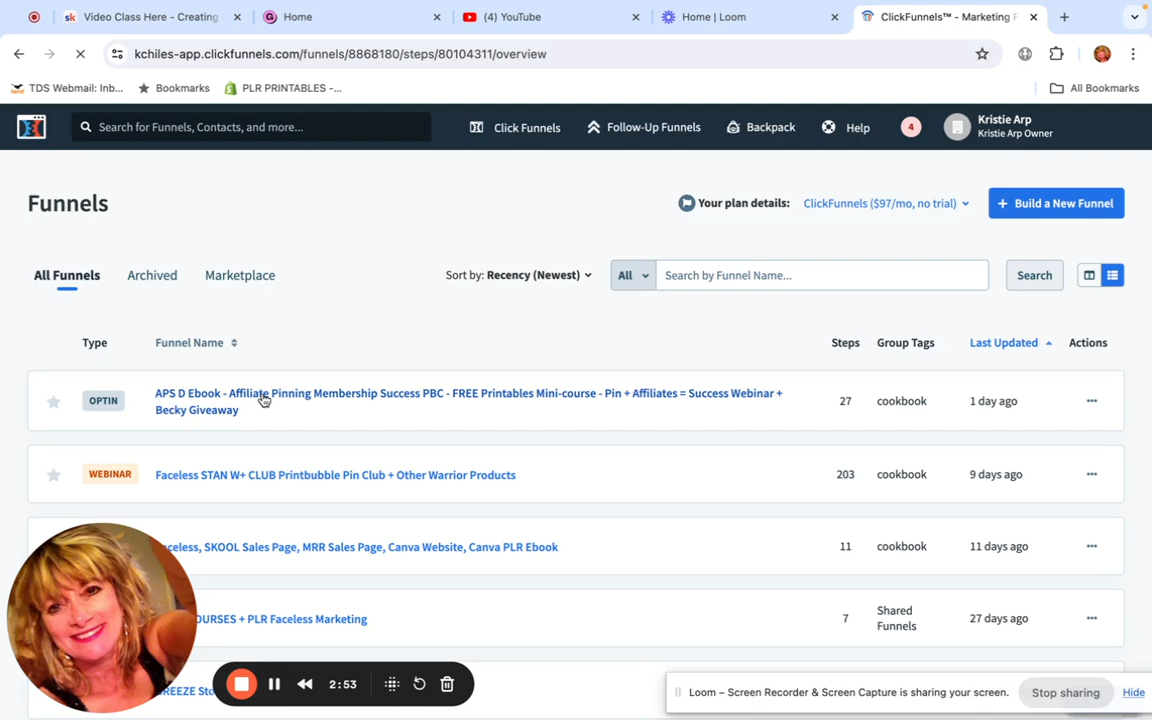 Video Class Here - Creating
Home
(4) YouTube
Home | Loom
ClickFunnels™ - Marketing F
kchiles-app.clickfunnels.com/funnels/8868180/steps/80104311/overview
TDS Webmail: Inb...
Bookmarks
PLR PRINTABLES -...
All Bookmarks
Search for Funnels, Contacts, and more...
Click Funnels
Follow-Up Funnels
Backpack
Help
4
Kristie Arp
Kristie Arp Owner
Funnels
Your plan details:
ClickFunnels ($97/mo, no trial)
+ Build a New Funnel
All Funnels
Archived
Marketplace
Sort by: Recency (Newest)
All
Search by Funnel Name...
Search
Type
Funnel Name
Steps
Group Tags
Last Updated
Actions
OPTIN
APS D Ebook - Affiliate Pinning Membership Success PBC - FREE Printables Mini-course - Pin + Affiliates = Success Webinar +
Becky Giveaway
27
cookbook
1 day ago
WEBINAR
Faceless STAN W+ CLUB Printbubble Pin Club + Other Warrior Products
203
cookbook
9 days ago
celess, SKOOL Sales Page, MRR Sales Page, Canva Website, Canva PLR Ebook
11
cookbook
11 days ago
OURSES + PLR Faceless Marketing
7
Shared
Funnels
27 days ago
REEZE Sto
2:53
Loom – Screen Recorder & Screen Capture is sharing your screen.
Stop sharing
Hide